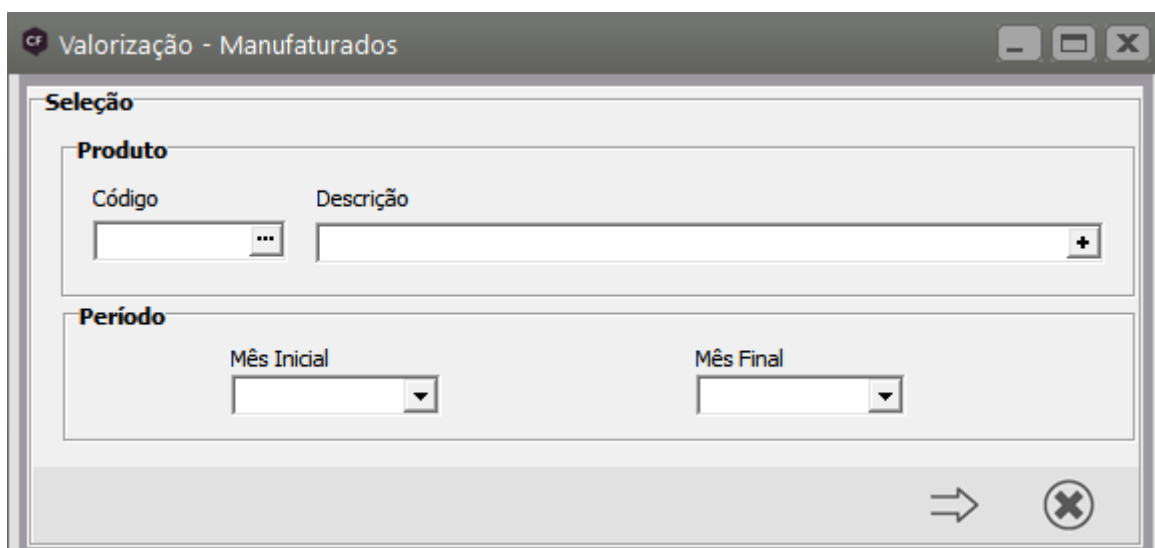 CF Valorização - Manufaturados
Seleção
Produto
Código Descrição
Período
Mês Inicial Mês Final